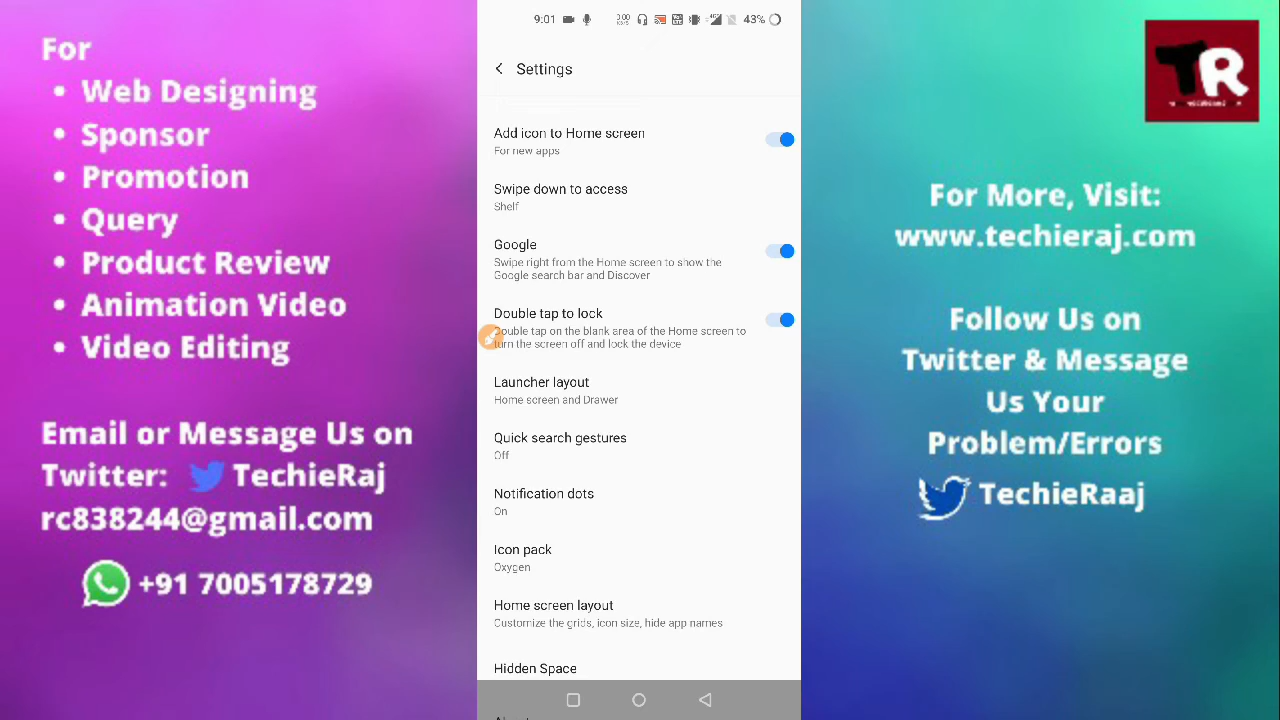 For
• Web Designing
• Sponsor
• Promotion
• Query
• Product Review
• Animation Video
• Video Editing
Email or Message Us on
Twitter: TechieRaj
rc838244@gmail.com
+91 7005178729
9:01
43%
Settings
Add icon to Home screen
For new apps
Swipe down to access
Shelf
Google
Swipe right from the Home screen to show the
Google search bar and Discover
Double tap to lock
Double tap on the blank area of the Home screen to
turn the screen off and lock the device
Launcher layout
Home screen and Drawer
Quick search gestures
Off
Notification dots
On
Icon pack
Oxygen
Home screen layout
Customize the grids, icon size, hide app names
Hidden Space
TR
For More, Visit:
www.techieraj.com
Follow Us on
Twitter & Message
Us Your
Problem/Errors
TechieRaaj